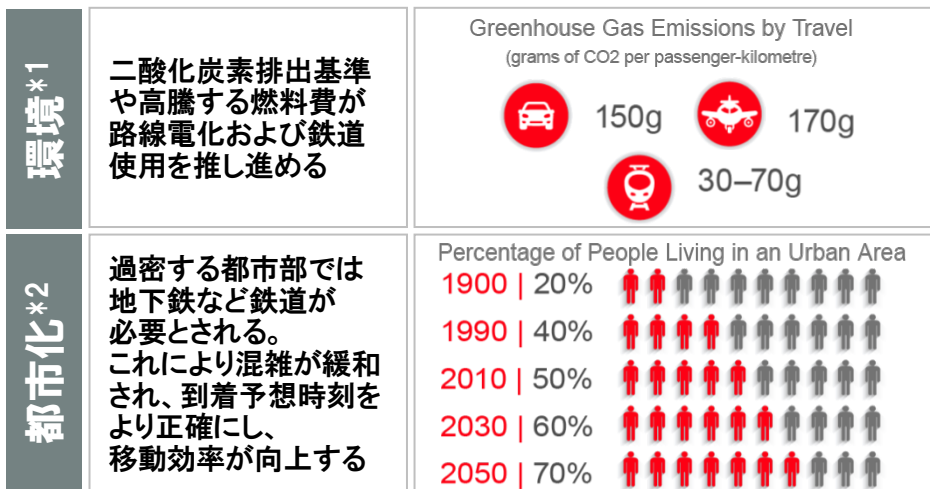 環境*1
二酸化炭素排出基準
や高騰する燃料費が
路線電化および鉄道
使用を推し進める
Greenhouse Gas Emissions by Travel
(grams of CO2 per passenger-kilometre)
150g
170g
30–70g
都市化*2
過密する都市部では
地下鉄など鉄道が
必要とされる。
これにより混雑が緩和
され、到着予想時刻を
より正確にし、
移動効率が向上する
Percentage of People Living in an Urban Area
1900 | 20%
1990 | 40%
2010 | 50%
2030 | 60%
2050 | 70%